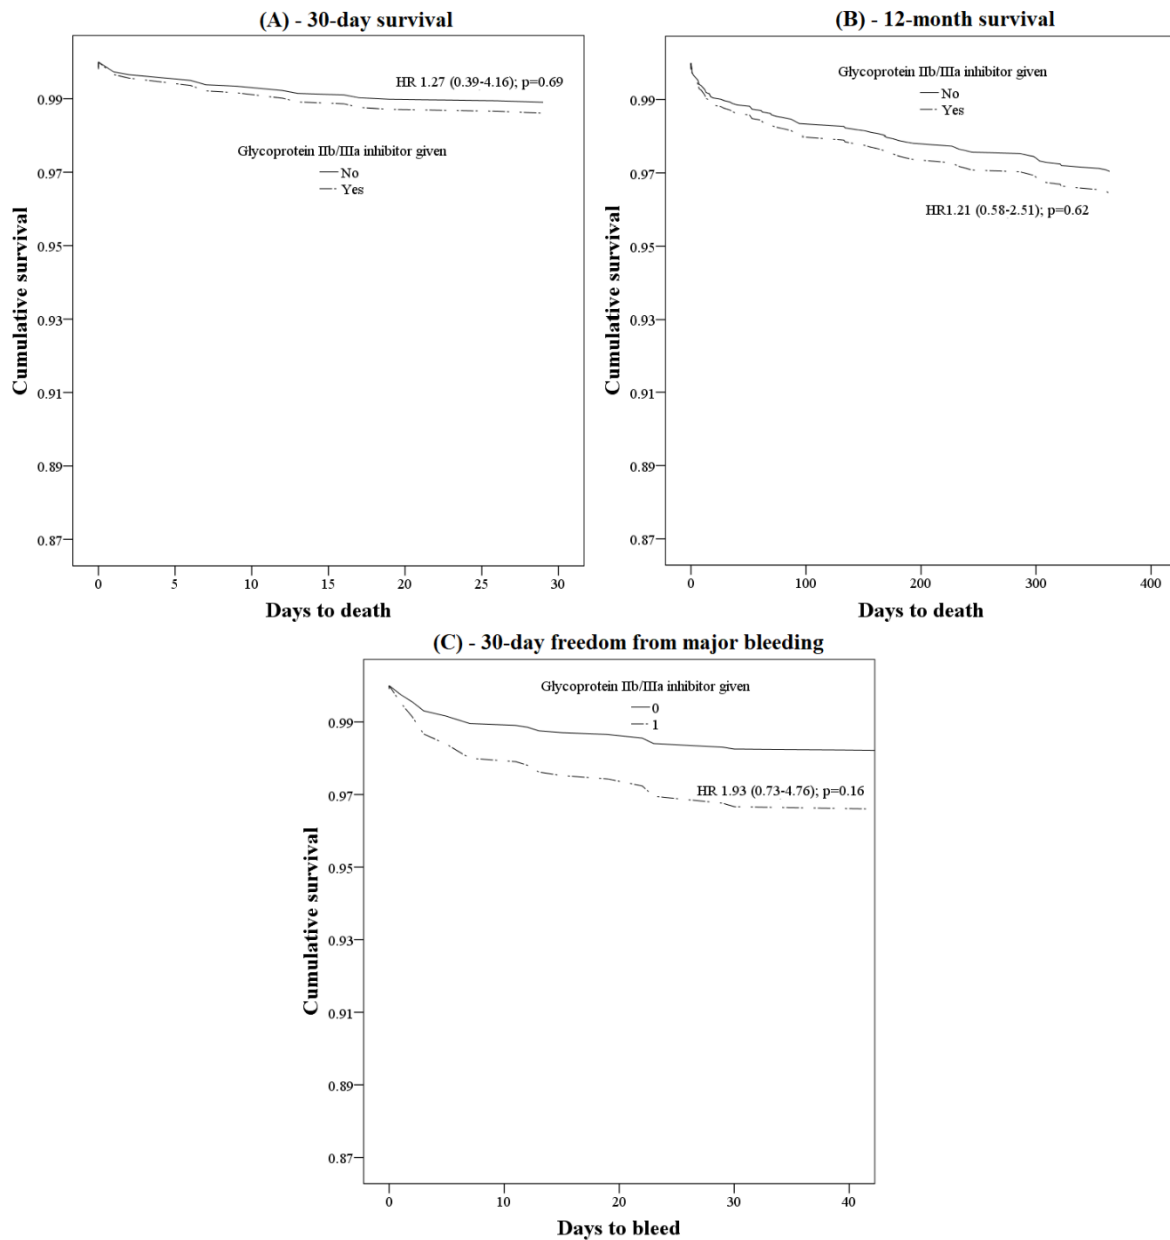 (A) - 30-day survival
HR 1.27 (0.39-4.16); p=0.69
Glycoprotein IIb/IIIa inhibitor given
No
Yes
Cumulative survival
0.99
0.97
0.95
0.93
0.91
0.89
0.87
0 5 10 15 20 25 30
Days to death
(B) - 12-month survival
Glycoprotein IIb/IIIa inhibitor given
No
Yes
HR1.21 (0.58-2.51); p=0.62
Cumulative survival
0.99
0.97
0.95
0.93
0.91
0.89
0.87
0 100 200 300 400
Days to death
(C) - 30-day freedom from major bleeding
Glycoprotein IIb/IIIa inhibitor given
0
1
HR 1.93 (0.73-4.76); p=0.16
Cumulative survival
0.99
0.97
0.95
0.93
0.91
0.89
0.87
0 10 20 30 40
Days to bleed